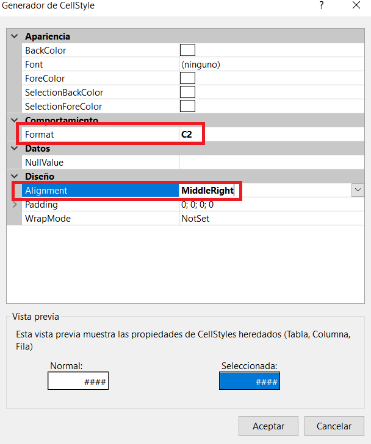 Generador de CellStyle
Apariencia
BackColor
Font (ninguno)
ForeColor
SelectionBackColor
SelectionForeColor
Comportamiento
Format C2
Datos
NullValue
Diseño
Alignment MiddleRight
Padding 0; 0; 0; 0
WrapMode NotSet
Vista previa
Esta vista previa muestra las propiedades de CellStyles heredados (Tabla, Columna,
Fila)
Normal: Seleccionada:
#### ####
Aceptar Cancelar